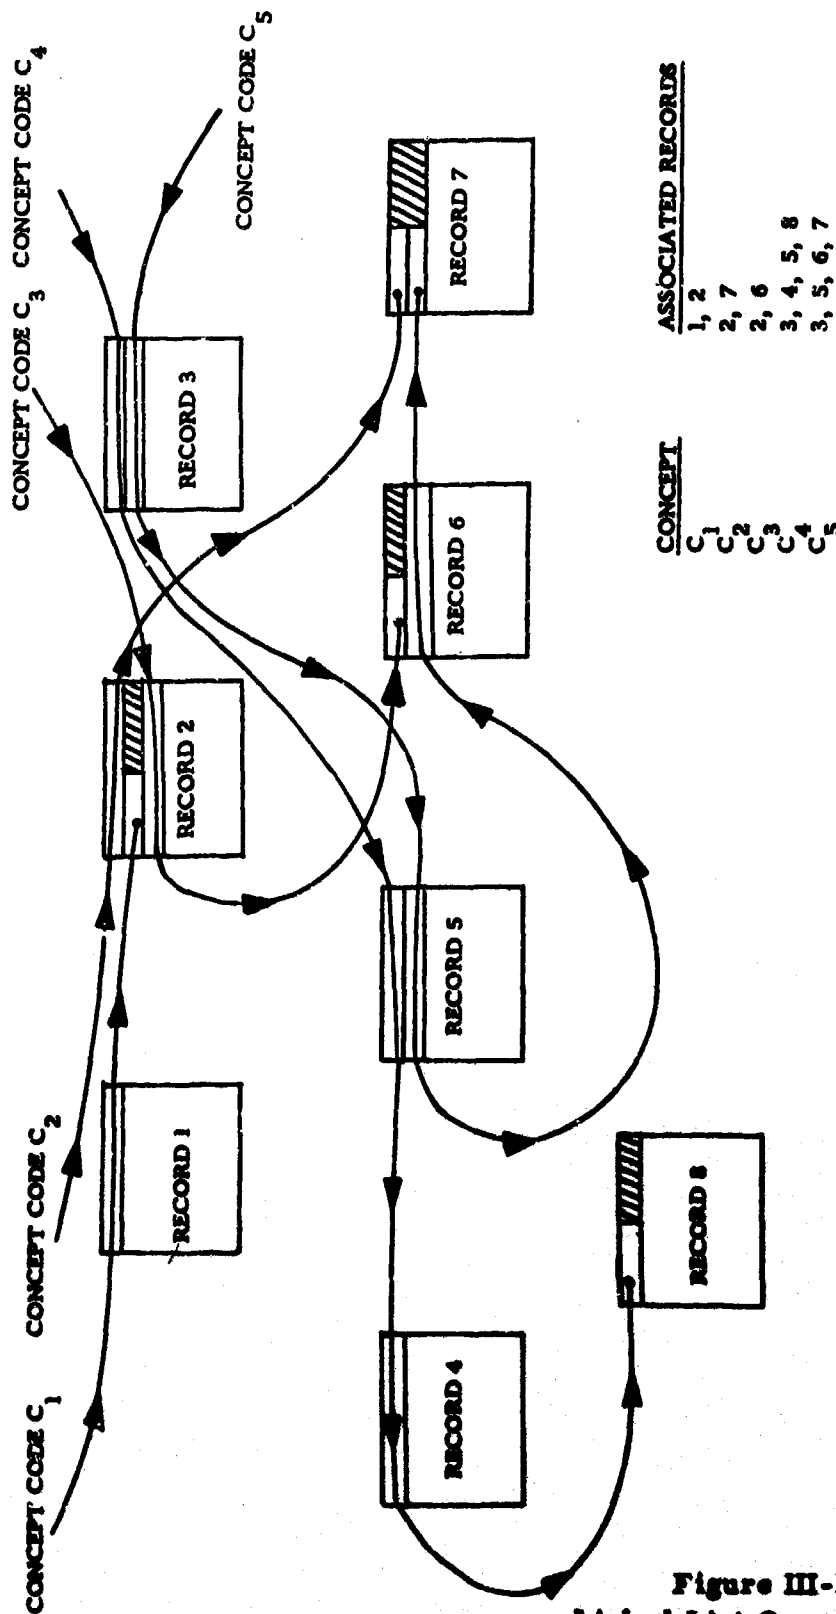 CONCEPT CODE C1
CONCEPT CODE C2
CONCEPT CODE C3
CONCEPT CODE C4
CONCEPT CODE C5
RECORD 1
RECORD 2
RECORD 3
RECORD 4
RECORD 5
RECORD 6
RECORD 7
RECORD 8
CONCEPT ASSOCIATED RECORDS
C1 1, 2
C2 2, 7
C3 2, 6
C4 3, 4, 5, 8
C5 3, 5, 6, 7
Figure III-